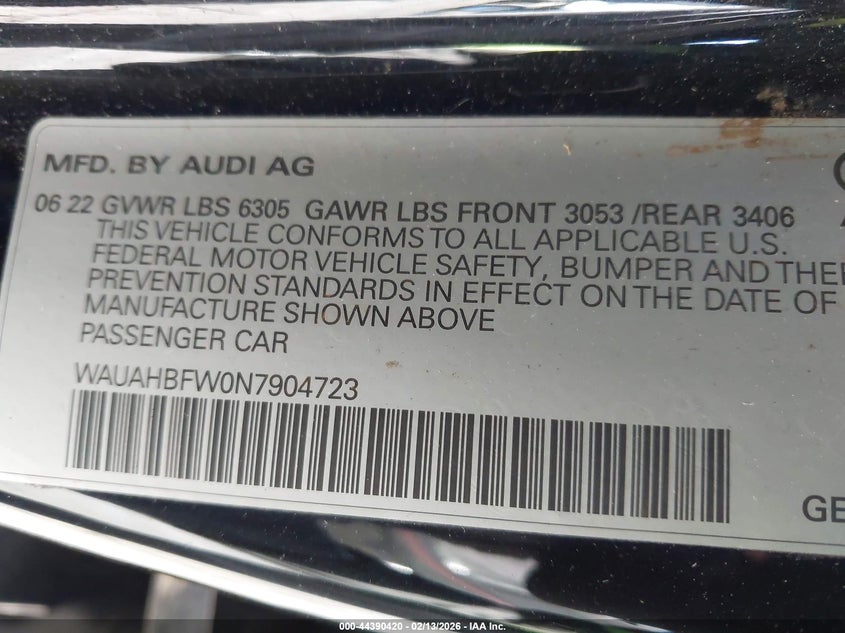 MFD. BY AUDI AG
06 22 GVWR LBS 6305 GAWR LBS FRONT 3053 /REAR 3406
THIS VEHICLE CONFORMS TO ALL APPLICABLE U.S.
FEDERAL MOTOR VEHICLE SAFETY, BUMPER AND
PREVENTION STANDARDS IN EFFECT ON THE DATE OF
MANUFACTURE SHOWN ABOVE
PASSENGER CAR
WAUAHBFW0N7904723
000-44390420 - 02/13/2026 - IAA Inc.